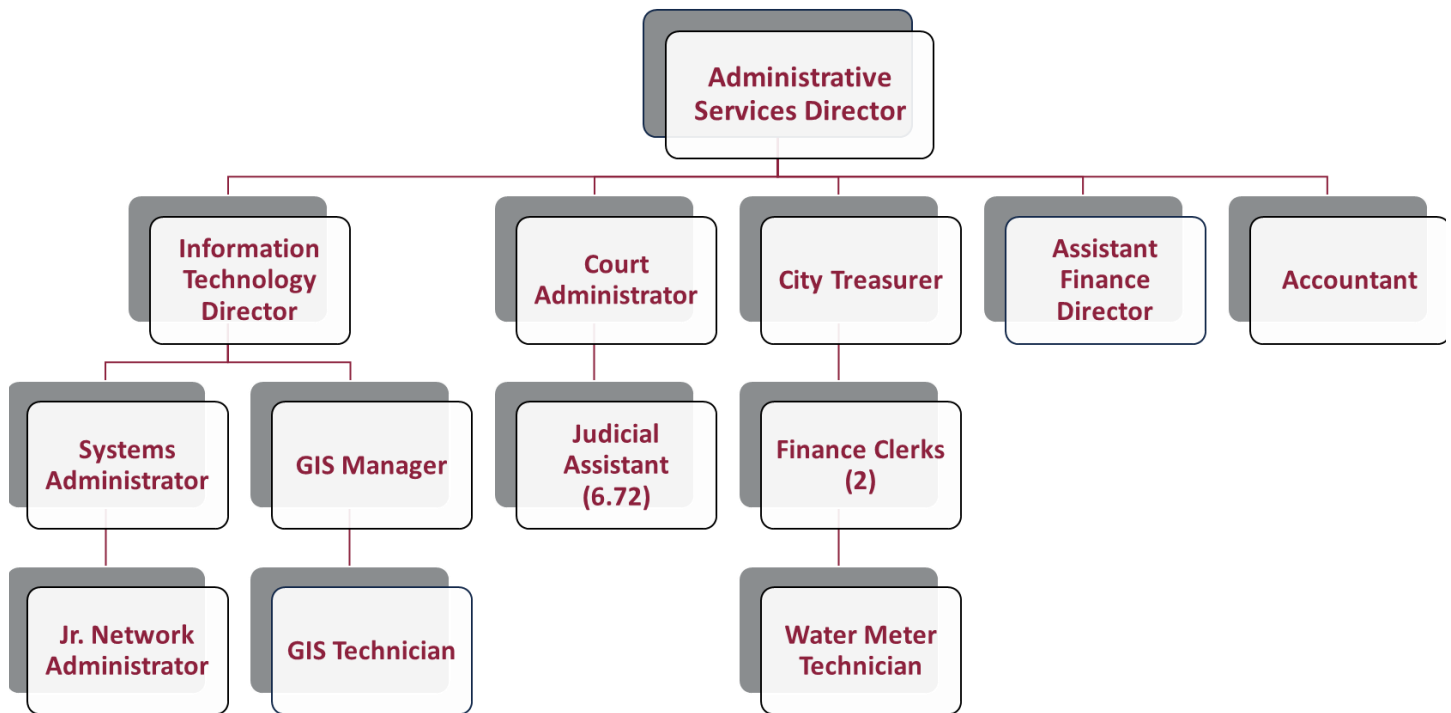 Administrative
Services Director
Information
Technology
Director
Court
Administrator
City Treasurer
Assistant
Finance
Director
Accountant
Systems
Administrator
GIS Manager
Judicial
Assistant
(6.72)
Finance Clerks
(2)
Jr. Network
Administrator
GIS Technician
Water Meter
Technician